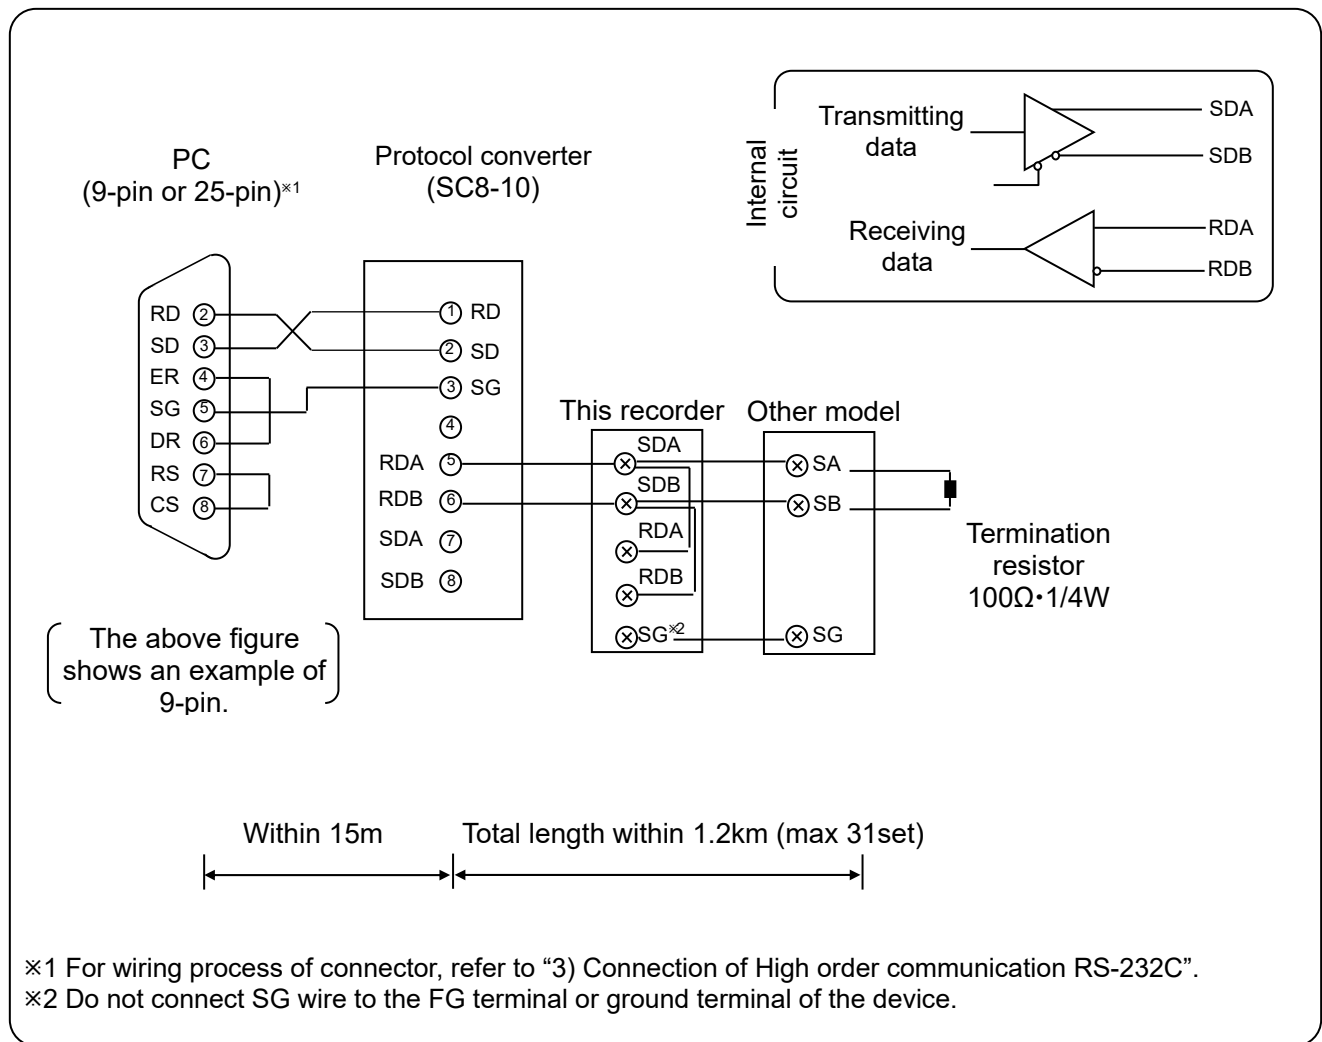 Internal
circuit
Transmitting
data
SDA
SDB
Receiving
data
RDA
RDB
PC
(9-pin or 25-pin)※1
Protocol converter
(SC8-10)
RD ②
SD ③
ER ④
SG ⑤
DR ⑥
RS ⑦
CS ⑧
① RD
② SD
③ SG
④
RDA ⑤
RDB ⑥
SDA ⑦
SDB ⑧
This recorder
SDA
SDB
RDA
RDB
SG※2
Other model
SA
SB
SG
Termination
resistor
100Ω・1/4W
The above figure
shows an example of
9-pin.
Within 15m
Total length within 1.2km (max 31set)
※1 For wiring process of connector, refer to “3) Connection of High order communication RS-232C”.
※2 Do not connect SG wire to the FG terminal or ground terminal of the device.